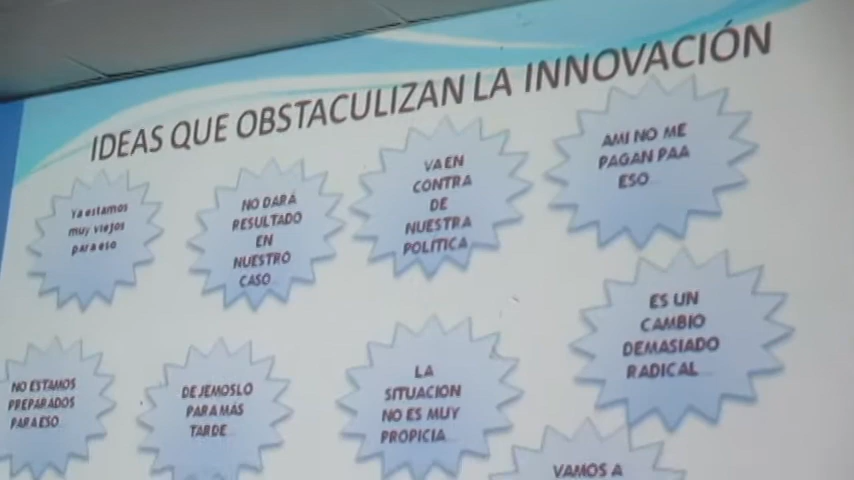 IDEAS QUE OBSTACULIZAN LA INNOVACIÓN
Ya estamos
muy viejos
para eso
NO DARÁ
RESULTADO
EN
NUESTRO
CASO
VA EN
CONTRA
DE
NUESTRA
POLITICA
AMI NO ME
PAGAN PAA
ESO
NO ESTAMOS
PREPARADOS
PARA ESO
DEJEMOSLO
PARA MÁS
TARDE
LA
SITUACION
NO ES MUY
PROPICIA
ES UN
CAMBIO
DEMASIADO
RADICAL
VAMOS A